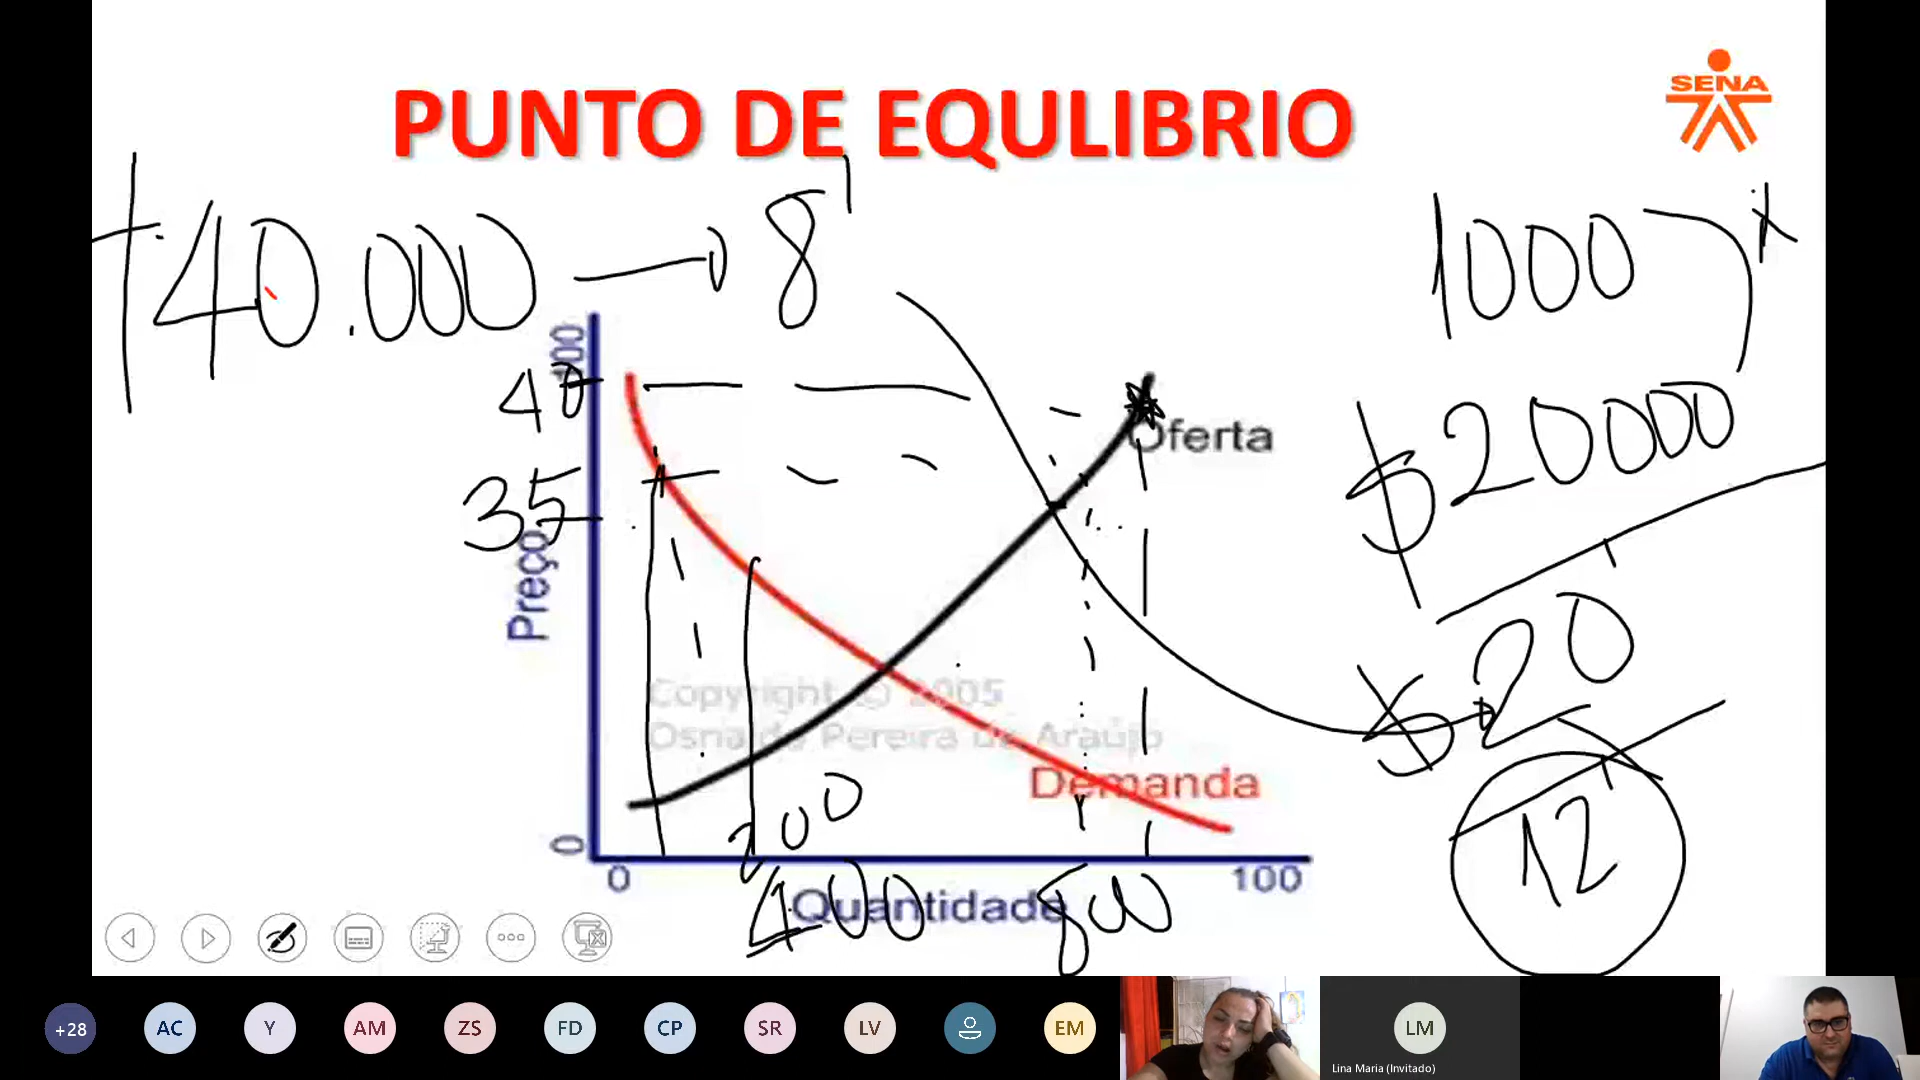 PUNTO DE EQULIBRIO
SENA
40.000 → 8
1000
$20000
$20
12
100
40
35
Preço
Oferta
Copyright © 2005
Osnaldo Pereira de Araújo
Demanda
200
0
0
Quantidade
100
400
800
+28
AC
Y
AM
ZS
FD
CP
SR
LV
EM
LM
Lina Maria (Invitado)